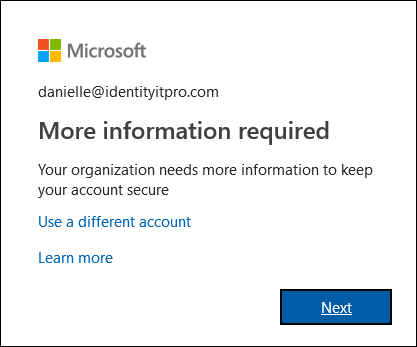 Microsoft
danielle@identityitpro.com
More information required
Your organization needs more information to keep
your account secure
Use a different account
Learn more
Next